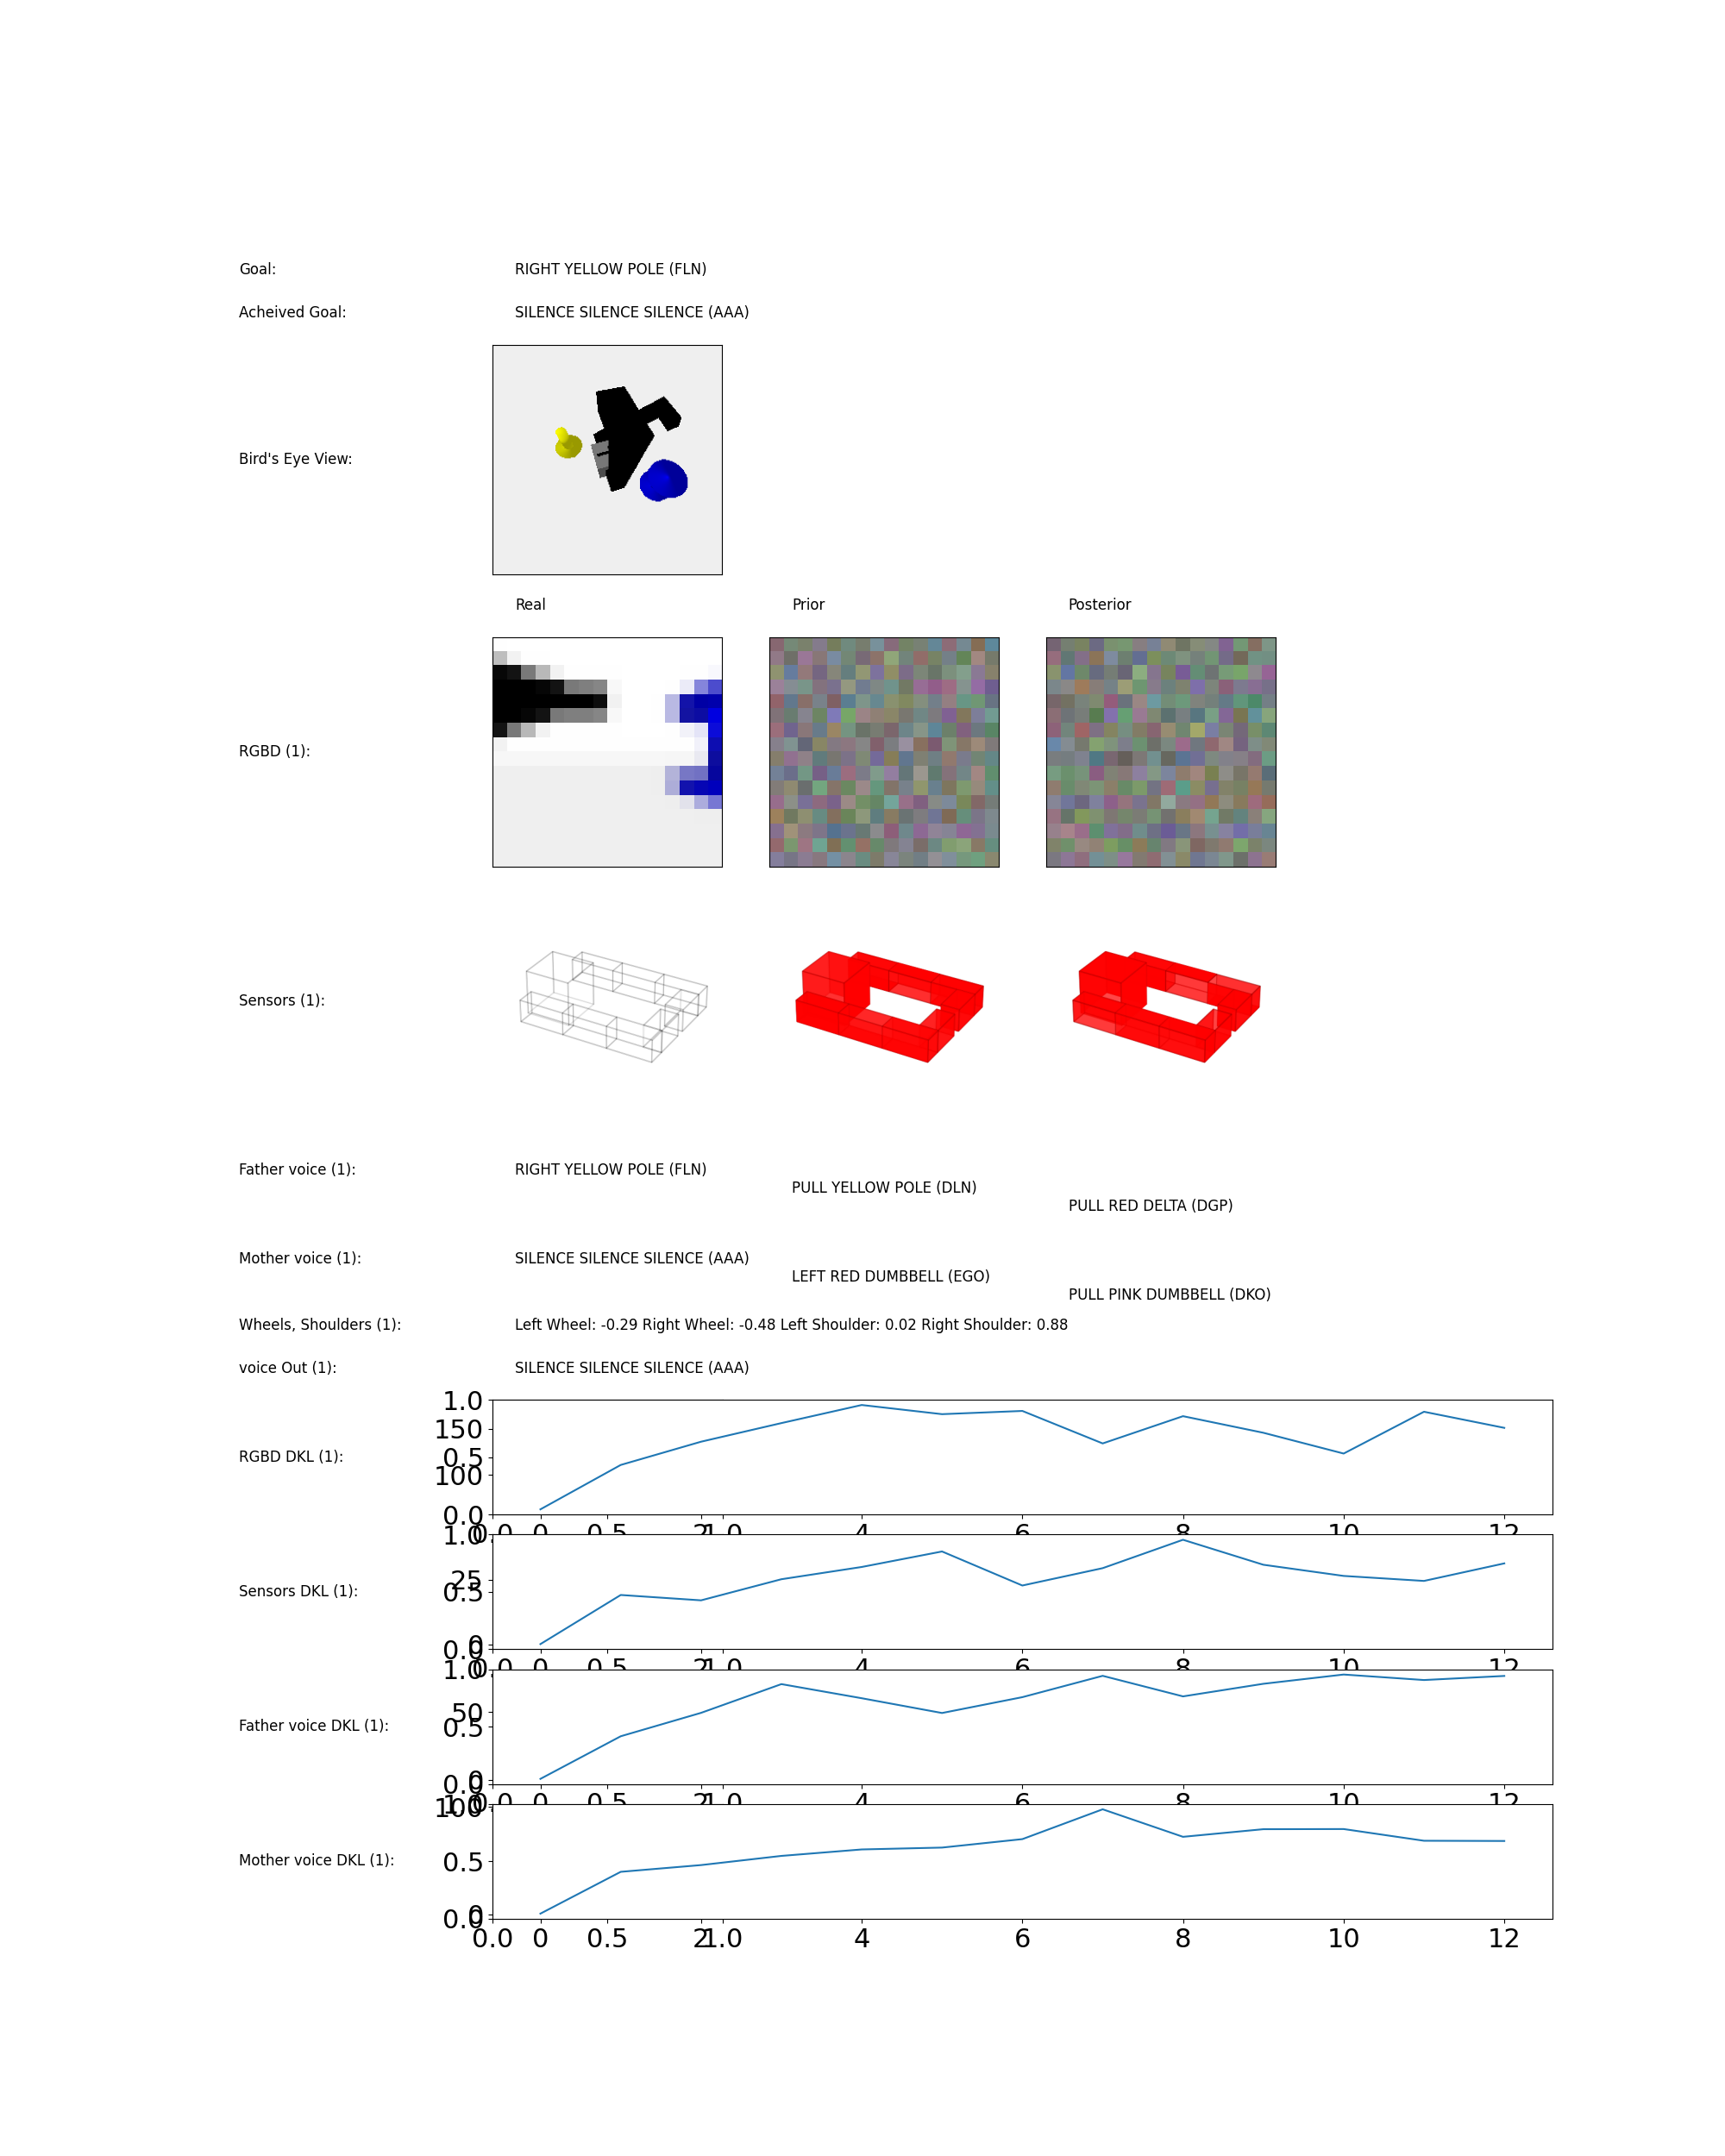 Goal: RIGHT YELLOW POLE (FLN)
Acheived Goal: SILENCE SILENCE SILENCE (AAA)
Bird's Eye View:
Real Prior Posterior
RGBD (1):
Sensors (1):
Father voice (1): RIGHT YELLOW POLE (FLN)
PULL YELLOW POLE (DLN)
PULL RED DELTA (DGP)
Mother voice (1): SILENCE SILENCE SILENCE (AAA)
LEFT RED DUMBBELL (EGO)
PULL PINK DUMBBELL (DKO)
Wheels, Shoulders (1): Left Wheel: -0.29 Right Wheel: -0.48 Left Shoulder: 0.02 Right Shoulder: 0.88
voice Out (1): SILENCE SILENCE SILENCE (AAA)
1.0
150
RGBD DKL (1): 0.5
100
0.0
0.0 0 0.5 2 1.0 4 6 8 10 12
1.0
25
Sensors DKL (1): 0.5
0
0.0
0.0 0 0.5 2 1.0 4 6 8 10 12
1.0
50
Father voice DKL (1): 0.5
0
0.0
0.0 0 0.5 2 1.0 4 6 8 10 12
1.0
100
Mother voice DKL (1): 0.5
0
0.0
0.0 0 0.5 2 1.0 4 6 8 10 12